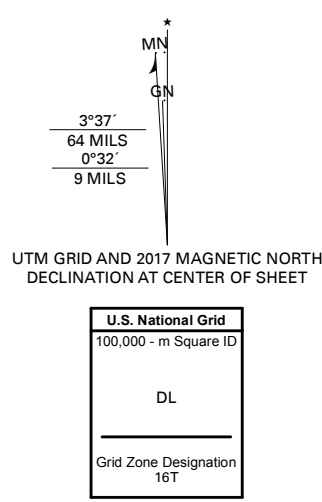 ★
MN
GN
3°37´
64 MILS
0°32´
9 MILS
UTM GRID AND 2017 MAGNETIC NORTH
DECLINATION AT CENTER OF SHEET
U.S. National Grid
100,000 - m Square ID
DL
Grid Zone Designation
16T